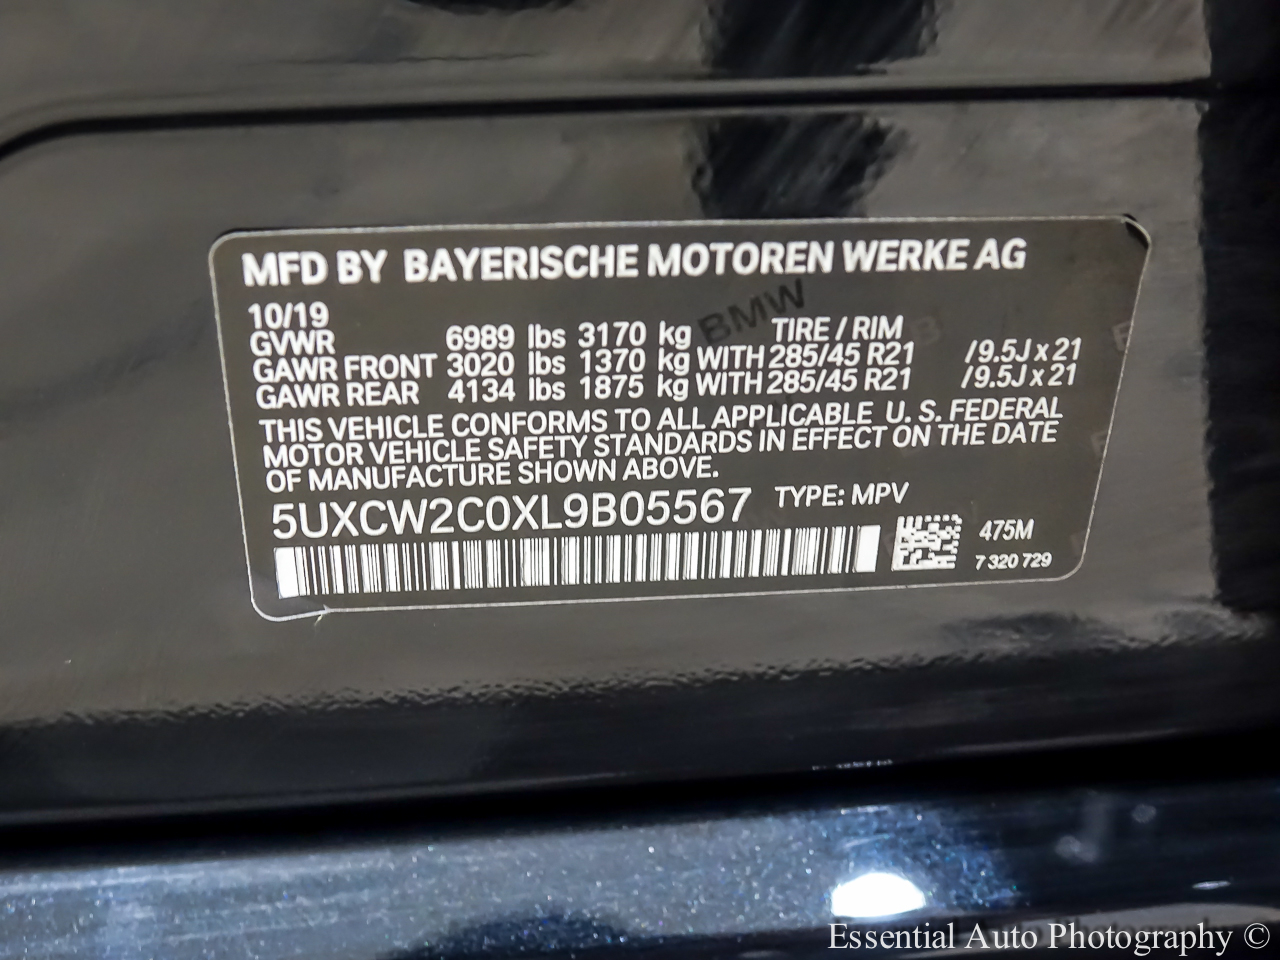 MFD BY BAYERISCHE MOTOREN WERKE AG
10/19
GVWR 6989 lbs 3170 kg TIRE / RIM
GAWR FRONT 3020 lbs 1370 kg WITH 285/45 R21 /9.5J x 21
GAWR REAR 4134 lbs 1875 kg WITH 285/45 R21 /9.5J x 21
THIS VEHICLE CONFORMS TO ALL APPLICABLE U. S. FEDERAL
MOTOR VEHICLE SAFETY STANDARDS IN EFFECT ON THE DATE
OF MANUFACTURE SHOWN ABOVE.
5UXCW2C0XL9B05567 TYPE: MPV
475M
7 320 729
BMW
Essential Auto Photography ©